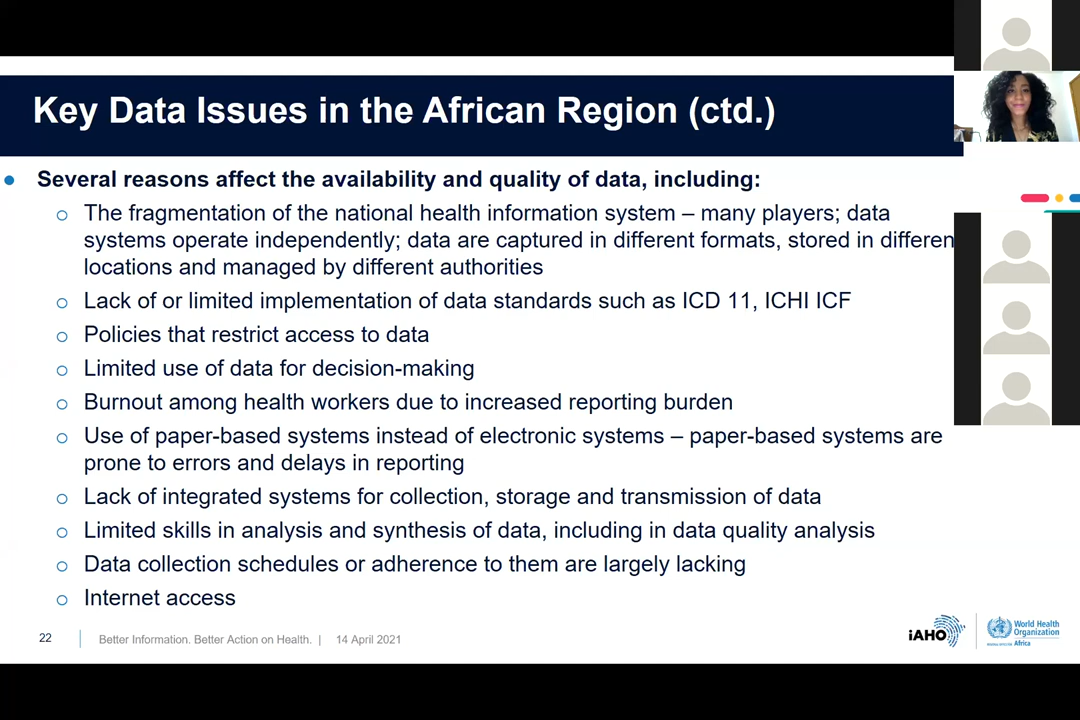 Key Data Issues in the African Region (ctd.)
Several reasons affect the availability and quality of data, including:
The fragmentation of the national health information system – many players; data
systems operate independently; data are captured in different formats, stored in differen
locations and managed by different authorities
Lack of or limited implementation of data standards such as ICD 11, ICHI ICF
Policies that restrict access to data
Limited use of data for decision-making
Burnout among health workers due to increased reporting burden
Use of paper-based systems instead of electronic systems – paper-based systems are
prone to errors and delays in reporting
Lack of integrated systems for collection, storage and transmission of data
Limited skills in analysis and synthesis of data, including in data quality analysis
Data collection schedules or adherence to them are largely lacking
Internet access
22
Better Information. Better Action on Health. | 14 April 2021
iAHO
World Health
Organization
Africa